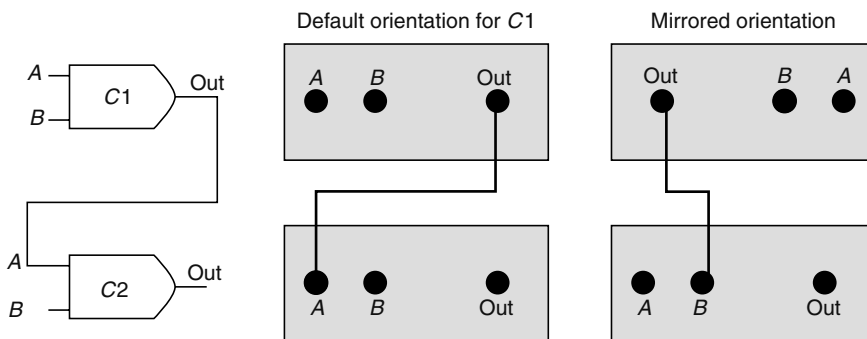 Default orientation for C1
Mirrored orientation
A
B
C1
Out
A
B
C2
Out
A B Out
A B Out
Out B A
A B Out